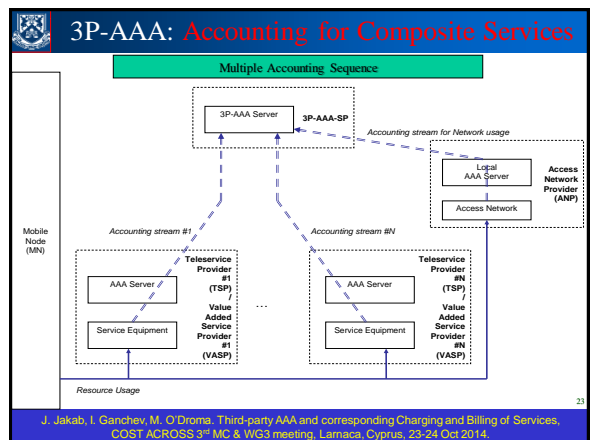 3P-AAA: Accounting for Composite Services
Multiple Accounting Sequence
3P-AAA Server
3P-AAA-SP
Accounting stream for Network usage
Local
AAA Server
Access Network
Access
Network
Provider
(ANP)
Mobile
Node
(MN)
Accounting stream #1
Accounting stream #N
AAA Server
Service Equipment
Teleservice
Provider
#1
(TSP)
/
Value
Added
Service
Provider
#1
(VASP)
...
AAA Server
Service Equipment
Teleservice
Provider
#N
(TSP)
/
Value
Added
Service
Provider
#N
(VASP)
Resource Usage
23
J. Jakab, I. Ganchev, M. O'Droma. Third-party AAA and corresponding Charging and Billing of Services,
COST ACROSS 3rd MC & WG3 meeting, Larnaca, Cyprus, 23-24 Oct 2014.